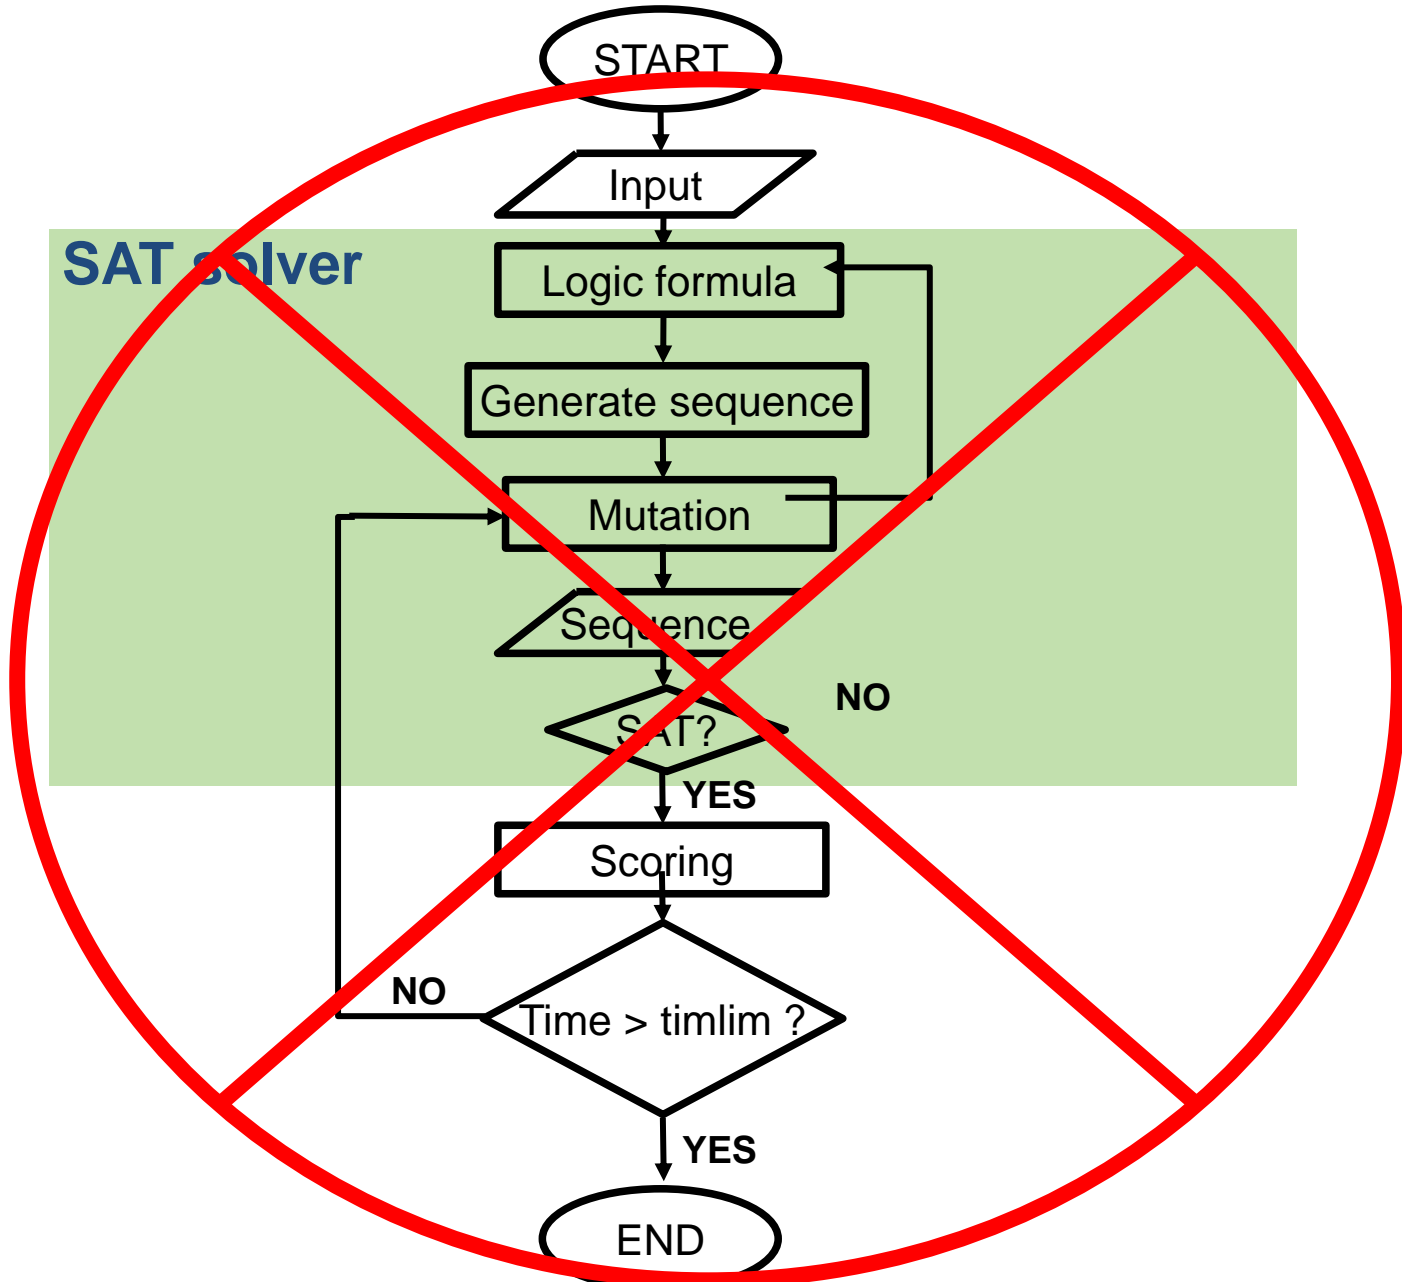 START
Input
SAT solver
Logic formula
Generate sequence
Mutation
Sequence
NO
SAT?
YES
Scoring
NO
Time > timlim ?
YES
END